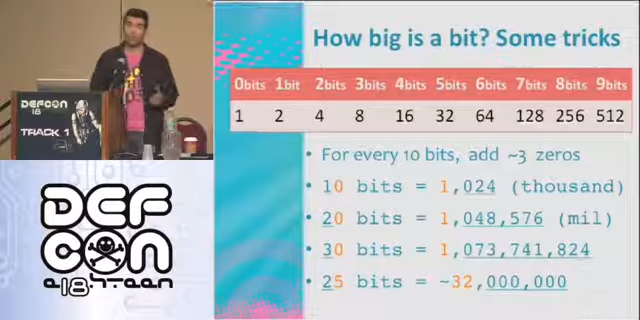 How big is a bit? Some tricks
0bits 1bit 2bits 3bits 4bits 5bits 6bits 7bits 8bits 9bits
1 2 4 8 16 32 64 128 256 512
• For every 10 bits, add ~3 zeros
• 10 bits = 1,024 (thousand)
• 20 bits = 1,048,576 (mil)
• 30 bits = 1,073,741,824
• 25 bits = ~32,000,000
DEFCON
18
TRACK 1
DEF
CON
e18hteen